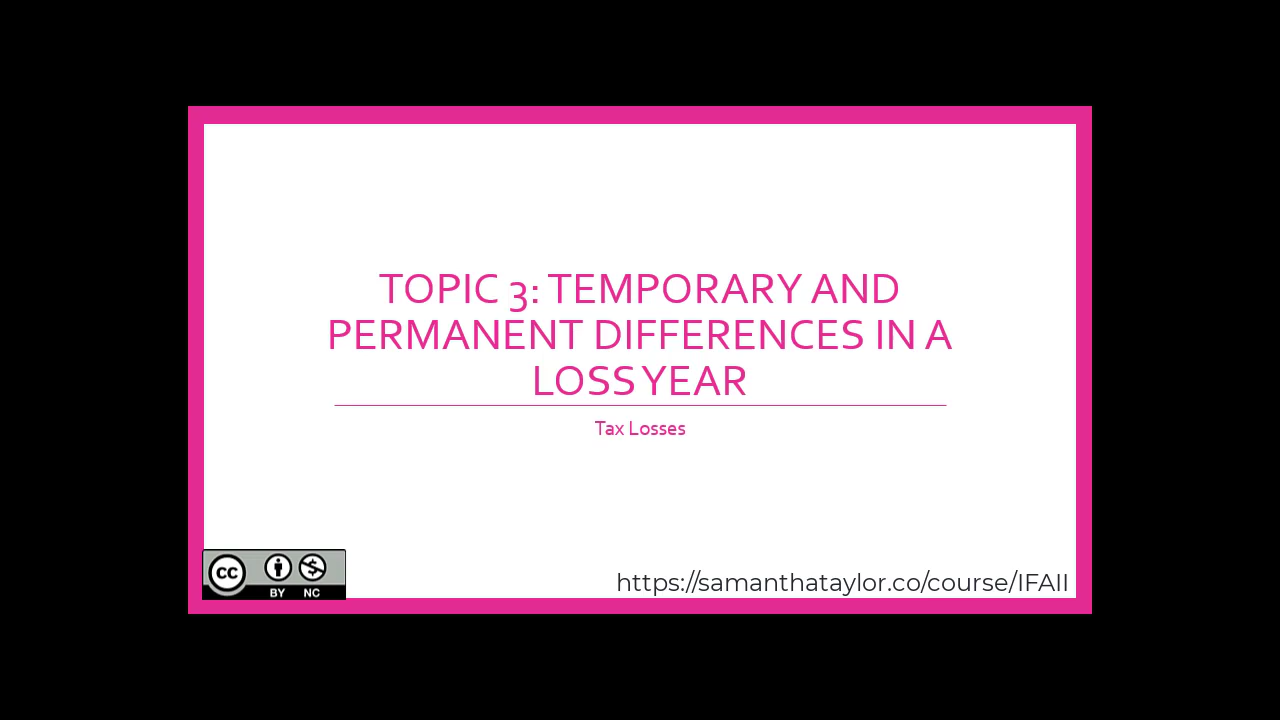 TOPIC 3: TEMPORARY AND
PERMANENT DIFFERENCES IN A
LOSS YEAR
Tax Losses
cc
BY NC
https://samanthataylor.co/course/IFAII